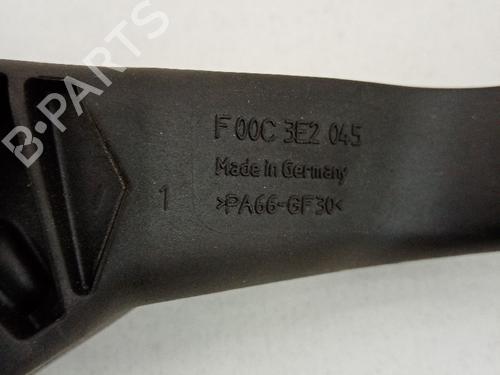 B-PARTS
F 00C 3E2 045
Made in Germany
1 >PA66-GF30<